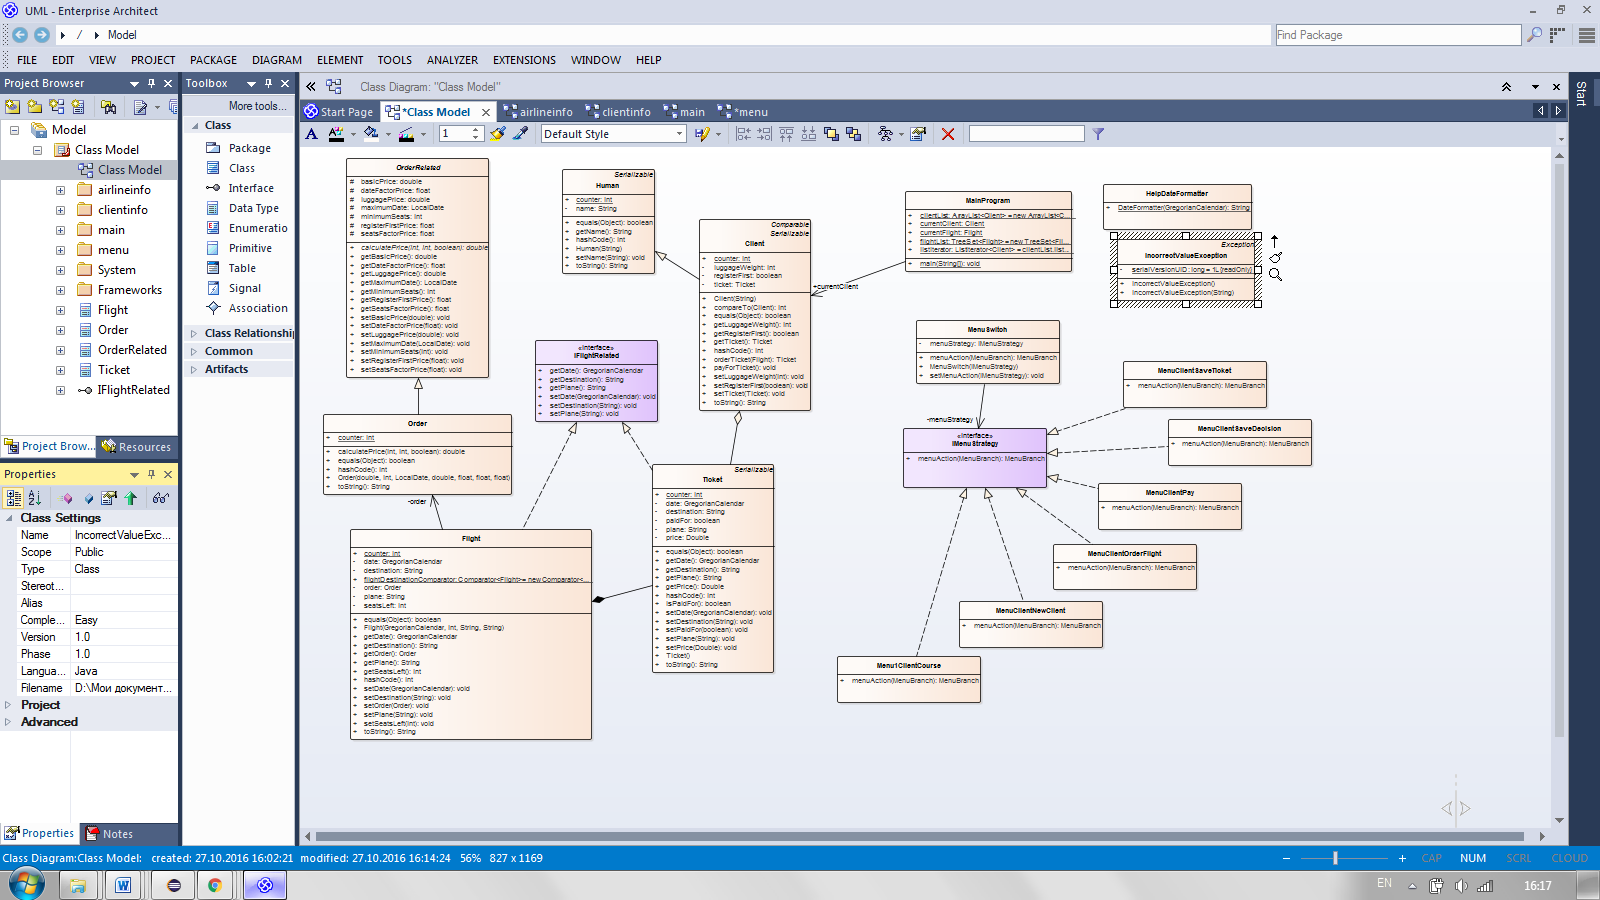 UML - Enterprise Architect
/ Model
Find Package
FILE EDIT VIEW PROJECT PACKAGE DIAGRAM ELEMENT TOOLS ANALYZER EXTENSIONS WINDOW HELP
Project Browser
Model
Class Model
Class Model
airlineinfo
clientinfo
main
menu
System
Frameworks
Flight
Order
OrderRelated
Ticket
IFlightRelated
Project Brow... Resources
Properties
Class Settings
Name IncorrectValueExc...
Scope Public
Type Class
Stereot...
Alias
Comple... Easy
Version 1.0
Phase 1.0
Langua... Java
Filename D:\Мои документ...
Project
Advanced
Properties Notes
Toolbox
More tools...
Class
Package
Class
Interface
Data Type
Enumeratio
Primitive
Table
Signal
Association
Class Relationship
Common
Artifacts
Class Diagram: "Class Model"
Start Page *Class Model airlineinfo clientinfo main *menu
1 Default Style
OrderRelated
# basicPrice: double
# dateFactorPrice: float
# luggagePrice: double
# maximumDate: LocalDate
# minimumSeats: int
# registerFirstPrice: float
# seatsFactorPrice: float
+ calculatePrice(int, int, boolean): double
+ getBasicPrice(): double
+ getDateFactorPrice(): float
+ getLuggagePrice(): double
+ getMaximumDate(): LocalDate
+ getMinimumSeats(): int
+ getRegisterFirstPrice(): float
+ getSeatsFactorPrice(): float
+ setBasicPrice(double): void
+ setDateFactorPrice(float): void
+ setLuggagePrice(double): void
+ setMaximumDate(LocalDate): void
+ setMinimumSeats(int): void
+ setRegisterFirstPrice(float): void
+ setSeatsFactorPrice(float): void
Order
+ counter: int
+ calculatePrice(int, int, boolean): double
+ equals(Object): boolean
+ hashCode(): int
+ Order(double, int, LocalDate, double, float, float, float)
+ toString(): String
-order
Flight
+ counter: int
- date: GregorianCalendar
- destination: String
+ flightDestinationComparator: Comparator<Flight>= new Comparator<...
- order: Order
- plane: String
- seatsLeft: int
+ equals(Object): boolean
+ Flight(GregorianCalendar, int, String, String)
+ getDate(): GregorianCalendar
+ getDestination(): String
+ getOrder(): Order
+ getPlane(): String
+ getSeatsLeft(): int
+ hashCode(): int
+ setDate(GregorianCalendar): void
+ setDestination(String): void
+ setOrder(Order): void
+ setPlane(String): void
+ setSeatsLeft(int): void
+ toString(): String
Serializable
Human
+ counter: int
- name: String
+ equals(Object): boolean
+ getName(): String
+ hashCode(): int
+ Human(String)
+ setName(String): void
+ toString(): String
«interface»
IFlightRelated
+ getDate(): GregorianCalendar
+ getDestination(): String
+ getPlane(): String
+ setDate(GregorianCalendar): void
+ setDestination(String): void
+ setPlane(String): void
Comparable
Serializable
Client
+ counter: int
- luggageWeight: int
- registerFirst: boolean
- ticket: Ticket
+ Client(String)
+ compareTo(Client): int
+ equals(Object): boolean
+ getLuggageWeight(): int
+ getRegisterFirst(): boolean
+ getTicket(): Ticket
+ hashCode(): int
+ orderTicket(Flight): Ticket
+ payForTicket(): void
+ setLuggageWeight(int): void
+ setRegisterFirst(boolean): void
+ setTicket(Ticket): void
+ toString(): String
Serializable
Ticket
+ counter: int
- date: GregorianCalendar
- destination: String
- paidFor: boolean
- plane: String
- price: Double
+ equals(Object): boolean
+ getDate(): GregorianCalendar
+ getDestination(): String
+ getPlane(): String
+ getPrice(): Double
+ hashCode(): int
+ isPaidFor(): boolean
+ setDate(GregorianCalendar): void
+ setDestination(String): void
+ setPaidFor(boolean): void
+ setPlane(String): void
+ setPrice(Double): void
+ Ticket()
+ toString(): String
MainProgram
+ clientList: ArrayList<Client> = new ArrayList<C...
+ currentClient: Client
+ currentFlight: Flight
+ flightList: TreeSet<Flight> = new TreeSet<Fli...
+ listIterator: ListIterator<Client> = clientList.list...
+ main(String[]): void
+currentClient
HelpDateFormatter
+ DateFormatter(GregorianCalendar): String
Exception
IncorrectValueException
- serialVersionUID: long = 1L {readOnly}
+ IncorrectValueException()
+ IncorrectValueException(String)
MenuSwitch
- menuStrategy: IMenuStrategy
+ menuAction(MenuBranch): MenuBranch
+ MenuSwitch(IMenuStrategy)
+ setMenuAction(IMenuStrategy): void
-menuStrategy
«interface»
IMenuStrategy
+ menuAction(MenuBranch): MenuBranch
MenuClientSaveTicket
+ menuAction(MenuBranch): MenuBranch
MenuClientSaveDecision
+ menuAction(MenuBranch): MenuBranch
MenuClientPay
+ menuAction(MenuBranch): MenuBranch
MenuClientOrderFlight
+ menuAction(MenuBranch): MenuBranch
MenuClientNewClient
+ menuAction(MenuBranch): MenuBranch
Menu1ClientCourse
+ menuAction(MenuBranch): MenuBranch
Start
Class Diagram:Class Model: created: 27.10.2016 16:02:21 modified: 27.10.2016 16:14:24 56% 827 x 1169
CAP NUM SCRL CLOUD
EN 16:17